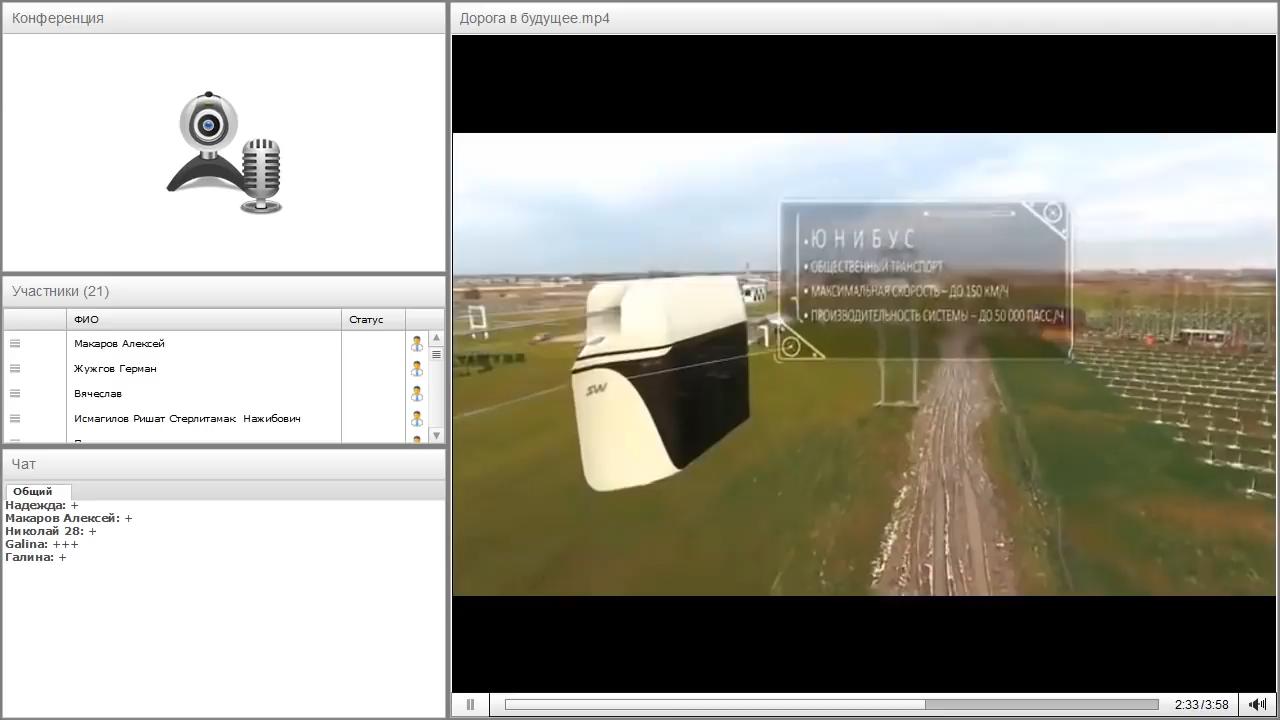 Конференция
Участники (21)
ФИО Статус
Макаров Алексей
Жужгов Герман
Вячеслав
Исмагилов Ришат Стерлитамак Нажибович
Чат
Общий
Надежда: +
Макаров Алексей: +
Николай 28: +
Galina: +++
Галина: +
Дорога в будущее.mp4
• ЮНИБУС
• ОБЩЕСТВЕННЫЙ ТРАНСПОРТ
• МАКСИМАЛЬНАЯ СКОРОСТЬ – ДО 150 КМ/Ч
• ПРОИЗВОДИТЕЛЬНОСТЬ СИСТЕМЫ – ДО 50 000 ПАСС./Ч
SW
2:33/3:58